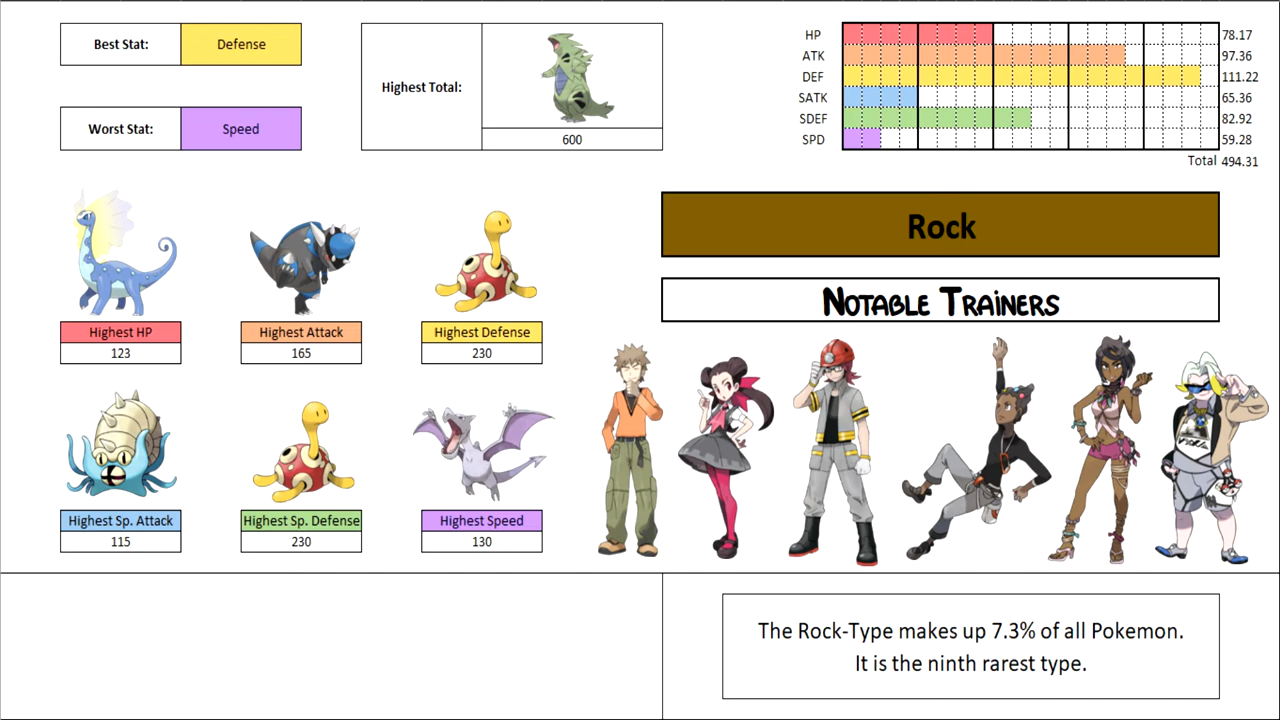 Best Stat: Defense
Worst Stat: Speed
Highest Total:
600
HP 78.17
ATK 97.36
DEF 111.22
SATK 65.36
SDEF 82.92
SPD 59.28
Total 494.31
Rock
Notable Trainers
Highest HP
123
Highest Attack
165
Highest Defense
230
Highest Sp. Attack
115
Highest Sp. Defense
230
Highest Speed
130
The Rock-Type makes up 7.3% of all Pokemon.
It is the ninth rarest type.